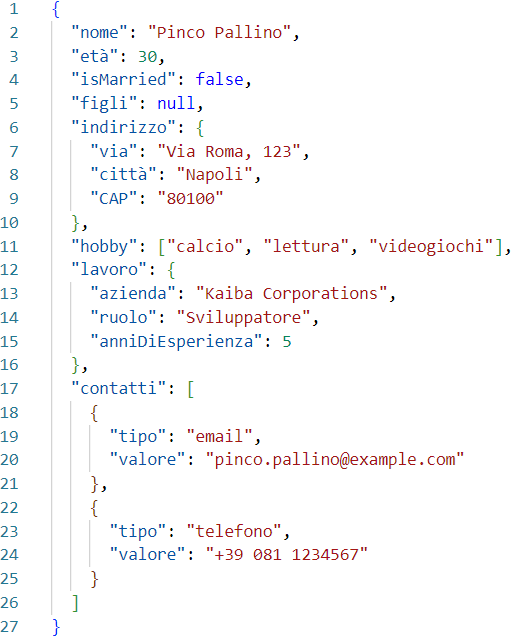 1 {
2 "nome": "Pinco Pallino",
3 "età": 30,
4 "isMarried": false,
5 "figli": null,
6 "indirizzo": {
7 "via": "Via Roma, 123",
8 "città": "Napoli",
9 "CAP": "80100"
10 },
11 "hobby": ["calcio", "lettura", "videogiochi"],
12 "lavoro": {
13 "azienda": "Kaiba Corporations",
14 "ruolo": "Sviluppatore",
15 "anniDiEsperienza": 5
16 },
17 "contatti": [
18 {
19 "tipo": "email",
20 "valore": "pinco.pallino@example.com"
21 },
22 {
23 "tipo": "telefono",
24 "valore": "+39 081 1234567"
25 }
26 ]
27 }